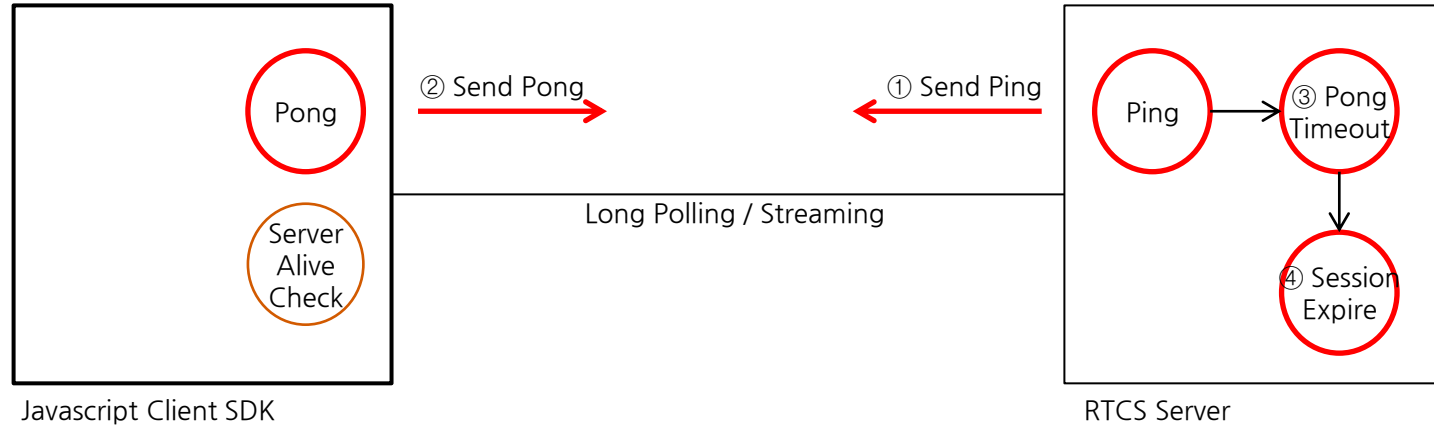 ② Send Pong
① Send Ping
Pong
Ping
③ Pong
Timeout
Long Polling / Streaming
Server
Alive
Check
④ Session
Expire
Javascript Client SDK
RTCS Server